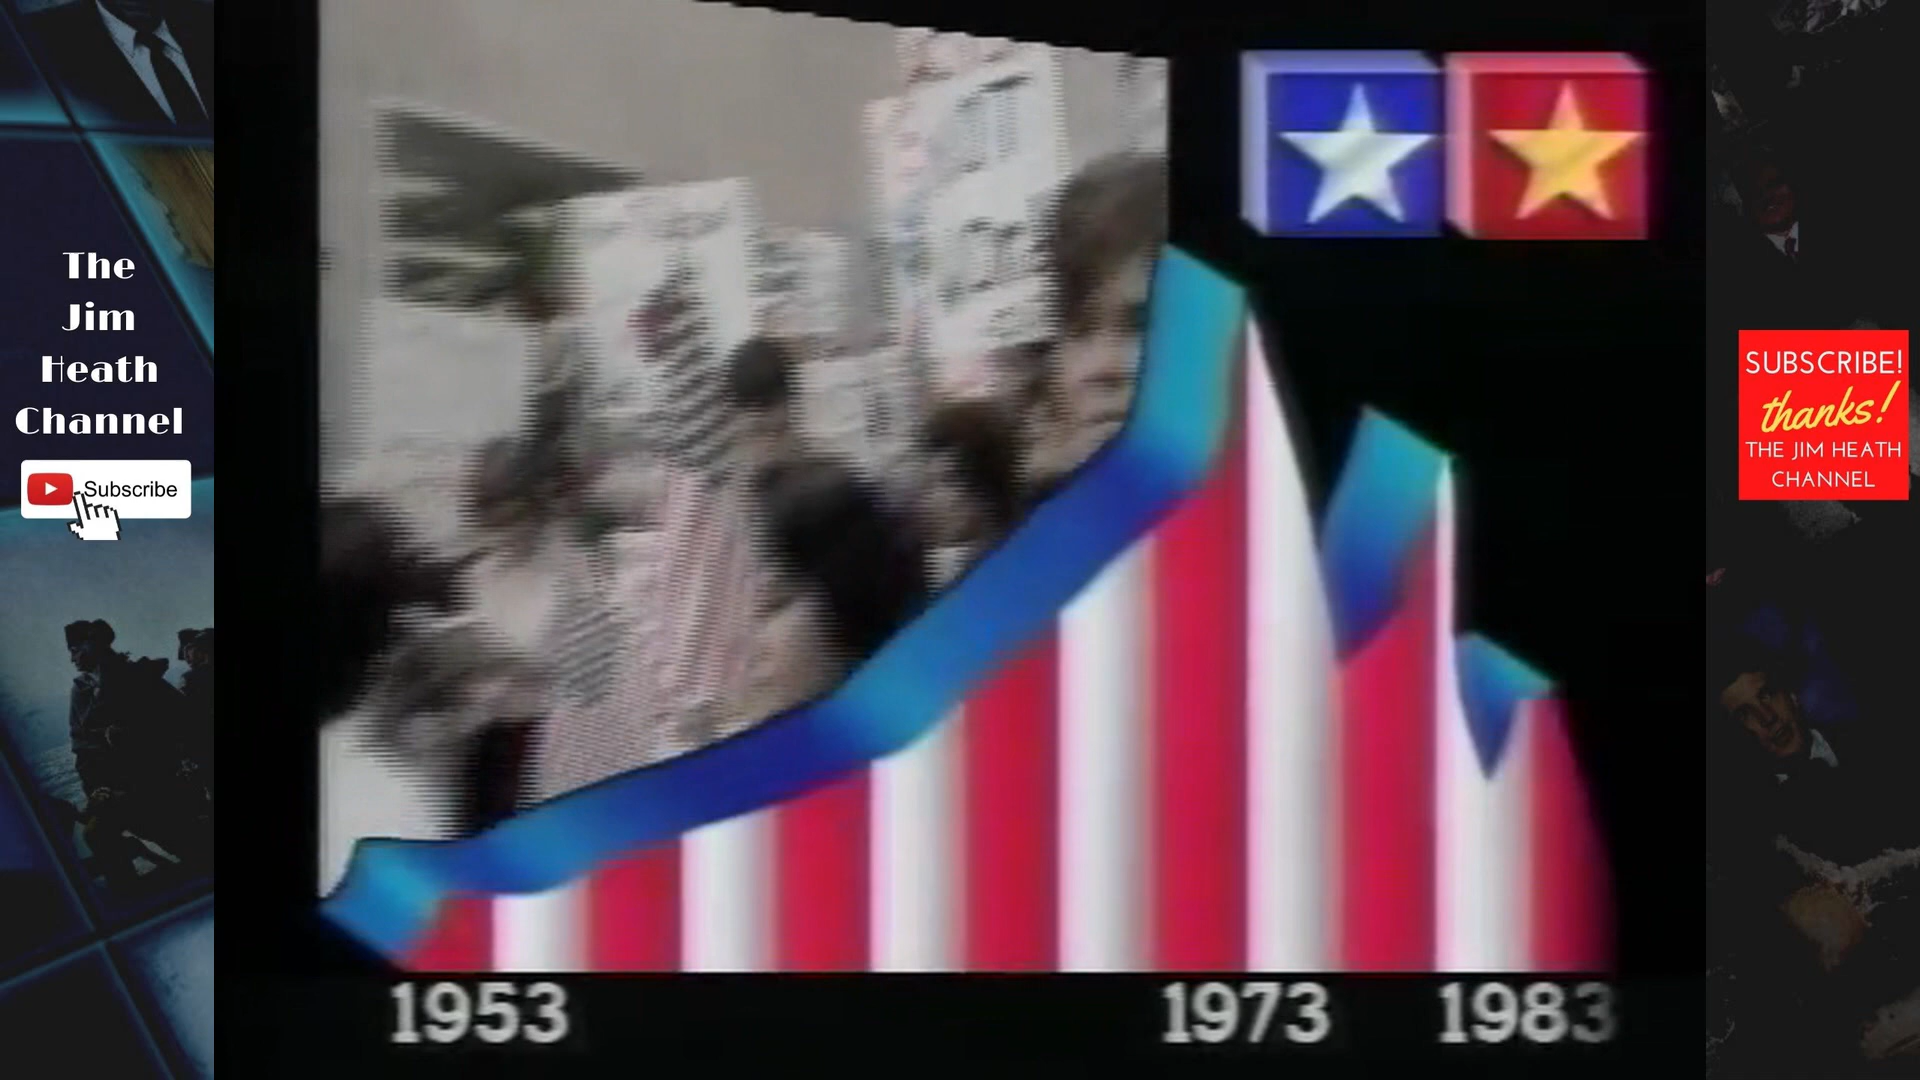 The
Jim
Heath
Channel
Subscribe
SUBSCRIBE!
thanks!
THE JIM HEATH
CHANNEL
1953
1973
1983